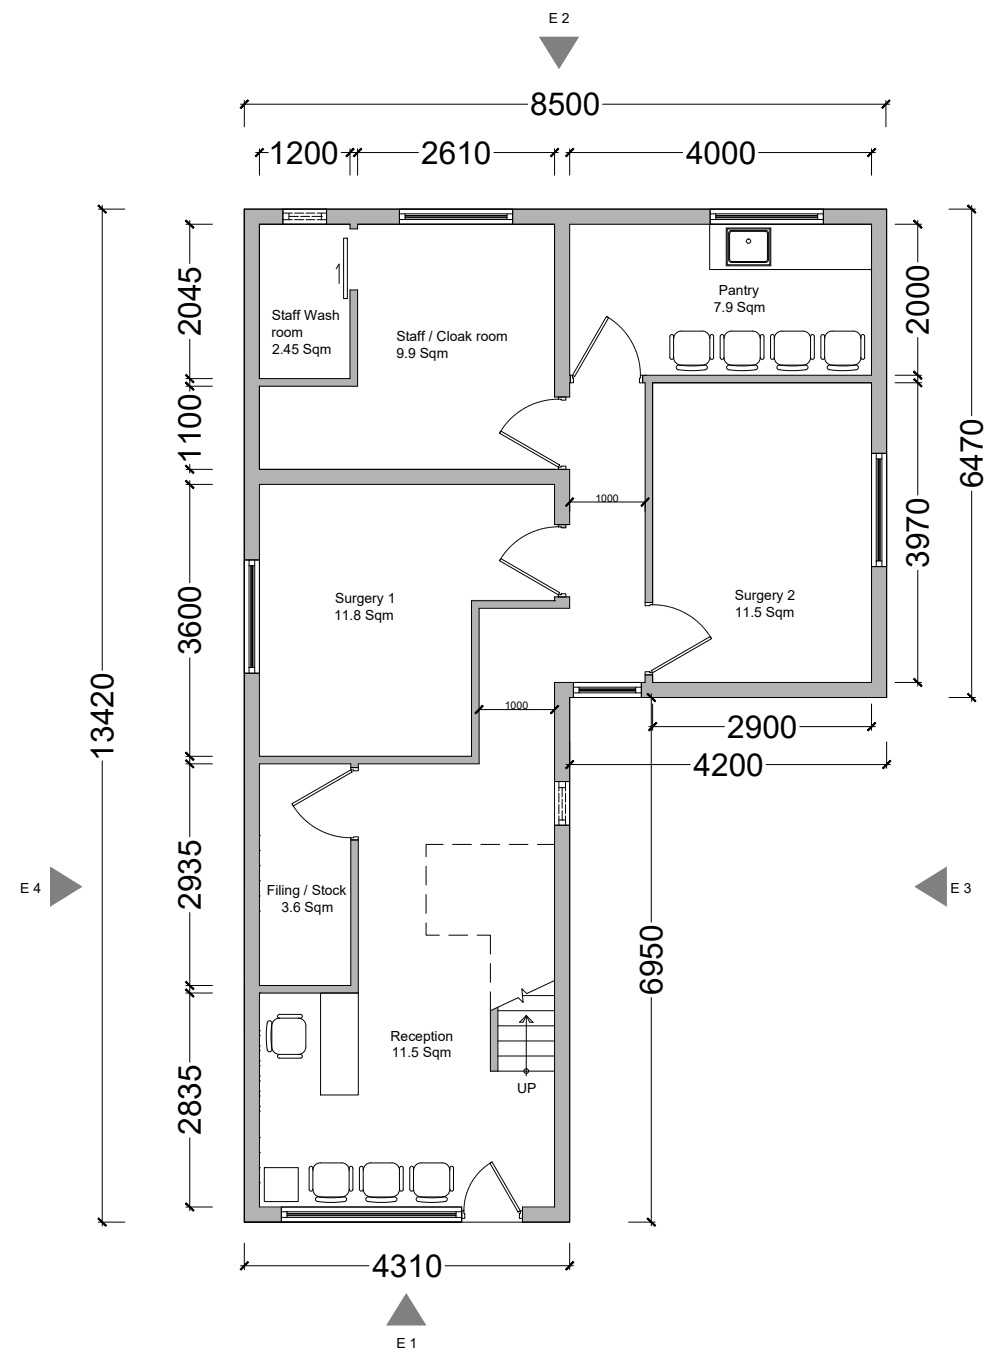 E 2
8500
1200
2610
4000
2045
2000
Pantry
7.9 Sqm
Staff Wash
room
2.45 Sqm
Staff / Cloak room
9.9 Sqm
1100
6470
1000
3970
Surgery 1
11.8 Sqm
Surgery 2
11.5 Sqm
3600
13420
1000
2900
4200
2935
E 4
Filing / Stock
3.6 Sqm
E 3
6950
Reception
11.5 Sqm
UP
2835
4310
E 1